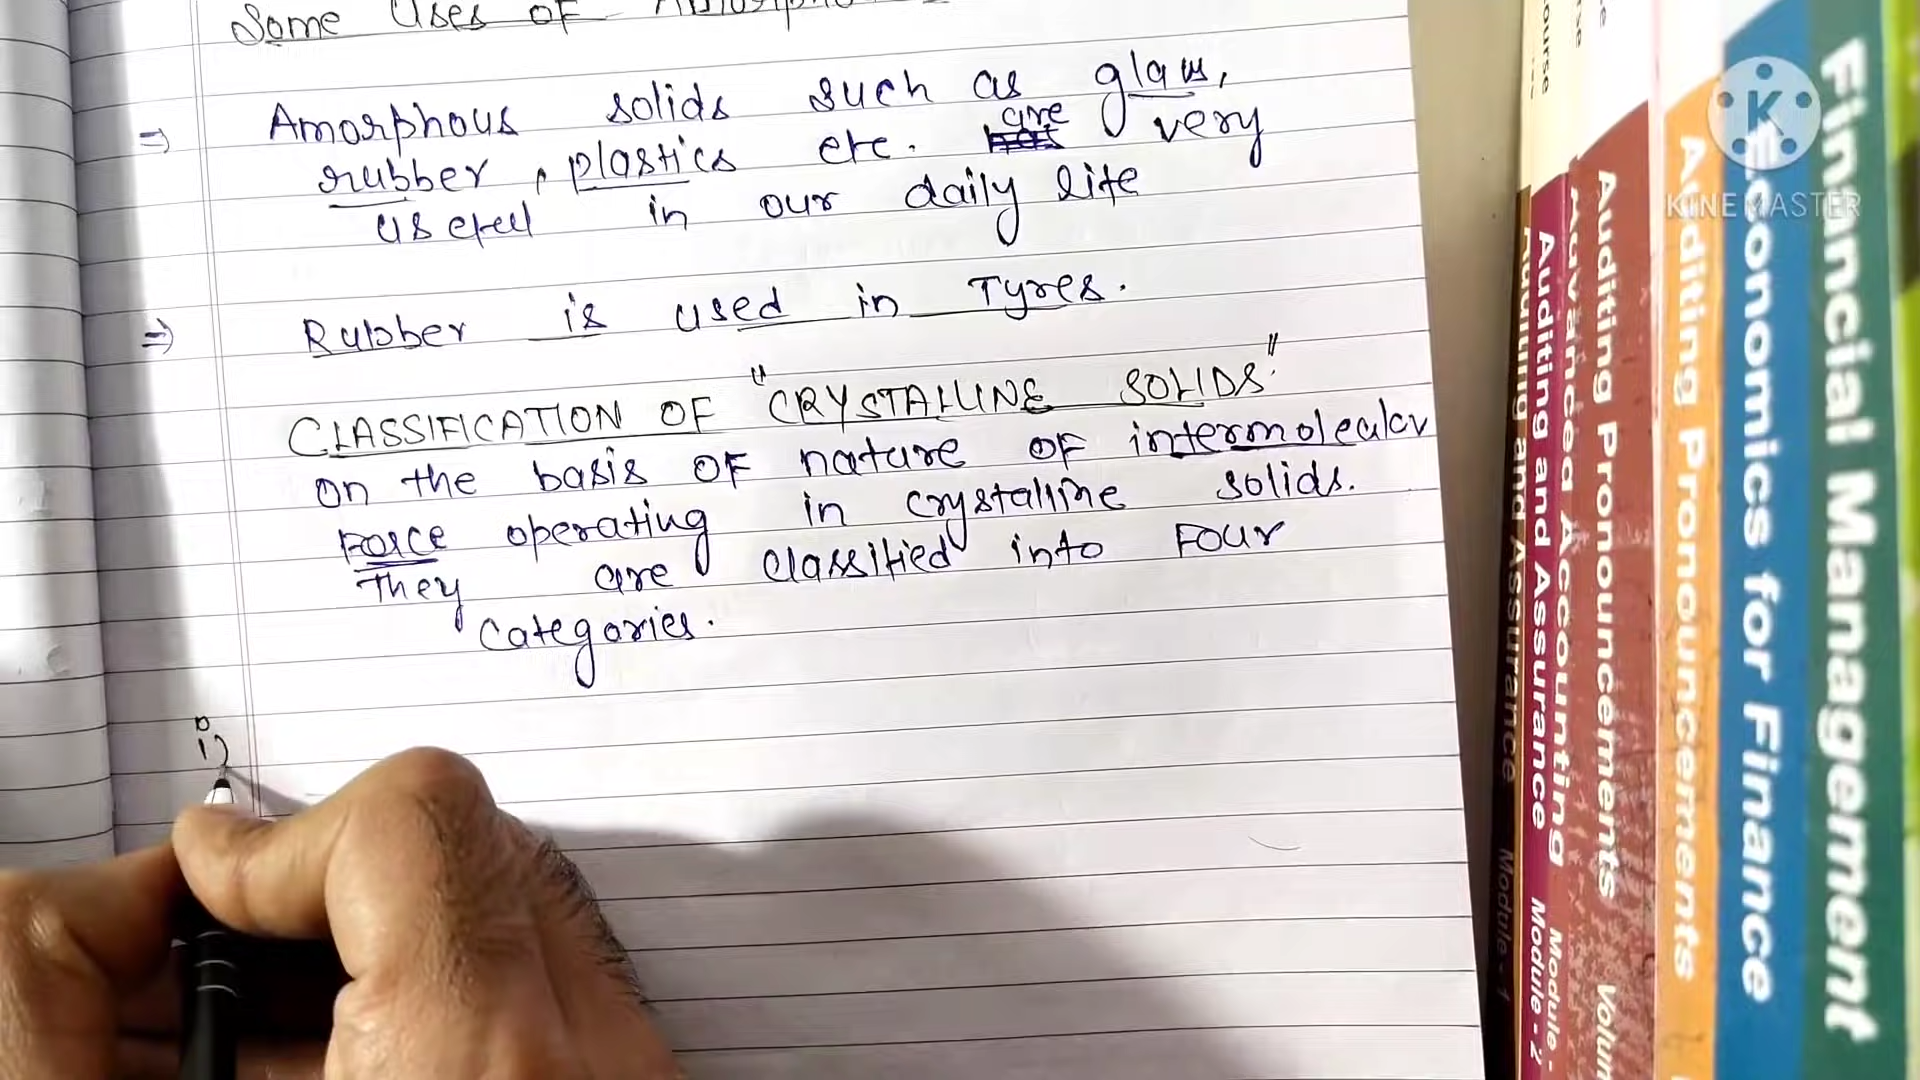 Some Uses OF
=) Amorphous solids such as glass,
rubber, plastics etc. are very
useful in our daily life
=) Rubber is used in Tyres.
CLASSIFICATION OF "CRYSTALLINE SOLIDS"
on the basis OF nature OF intermolecular
Force operating in crystalline solids.
They are classified into Four
categories.
i)
KINEMASTER
Financial Management
Economics for Finance
Auditing Pronouncements
Auditing Pronouncements Volum
Advanced Accounting Module -
Auditing and Assurance Module - 2
Auditing and Assurance Module - 1